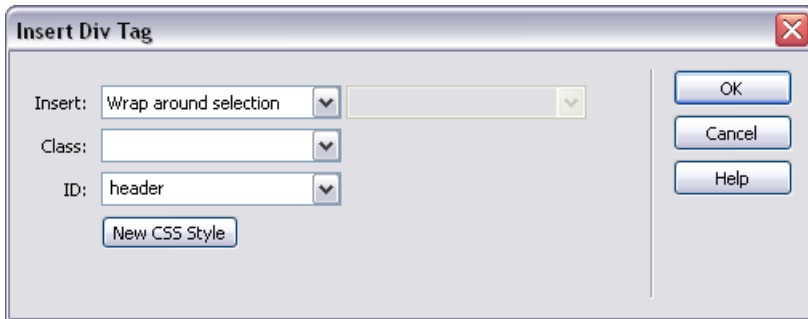 Insert Div Tag
Insert: Wrap around selection
OK
Class:
Cancel
ID: header
Help
New CSS Style